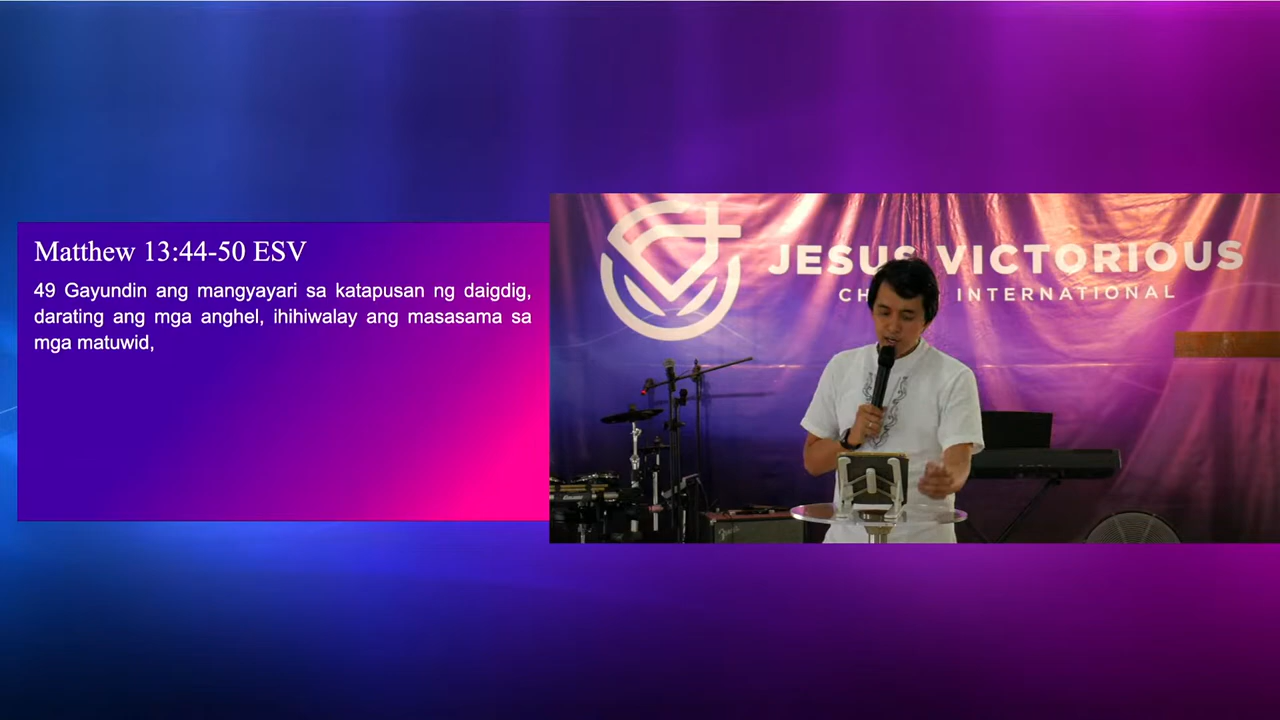 Matthew 13:44-50 ESV
49 Gayundin ang mangyayari sa katapusan ng daigdig,
darating ang mga anghel, ihihiwalay ang masasama sa
mga matuwid,
JESUS VICTORIOUS
CH INTERNATIONAL